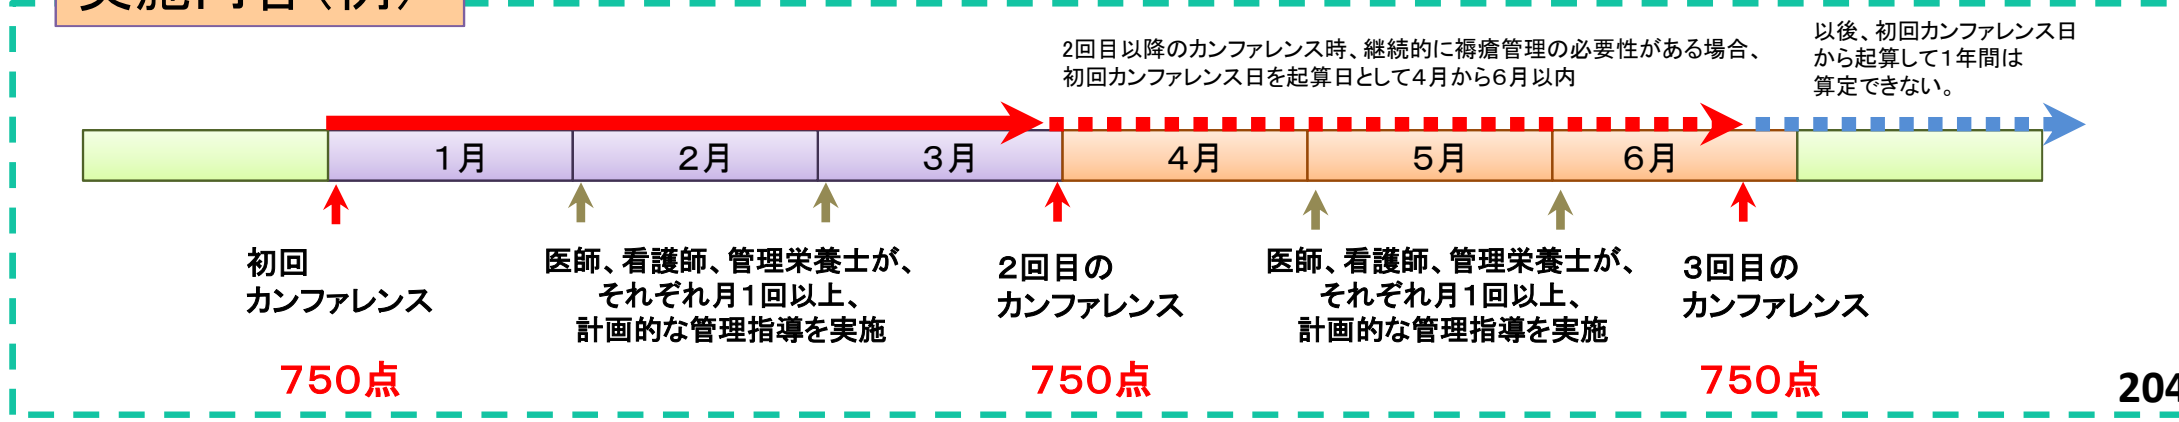 実施内容（例）
2回目以降のカンファレンス時、継続的に褥瘡管理の必要性がある場合、
初回カンファレンス日を起算日として4月から6月以内
以後、初回カンファレンス日
から起算して1年間は
算定できない。
1月 2月 3月 4月 5月 6月
初回
カンファレンス
750点
医師、看護師、管理栄養士が、
それぞれ月1回以上、
計画的な管理指導を実施
2回目の
カンファレンス
750点
医師、看護師、管理栄養士が、
それぞれ月1回以上、
計画的な管理指導を実施
3回目の
カンファレンス
750点
204